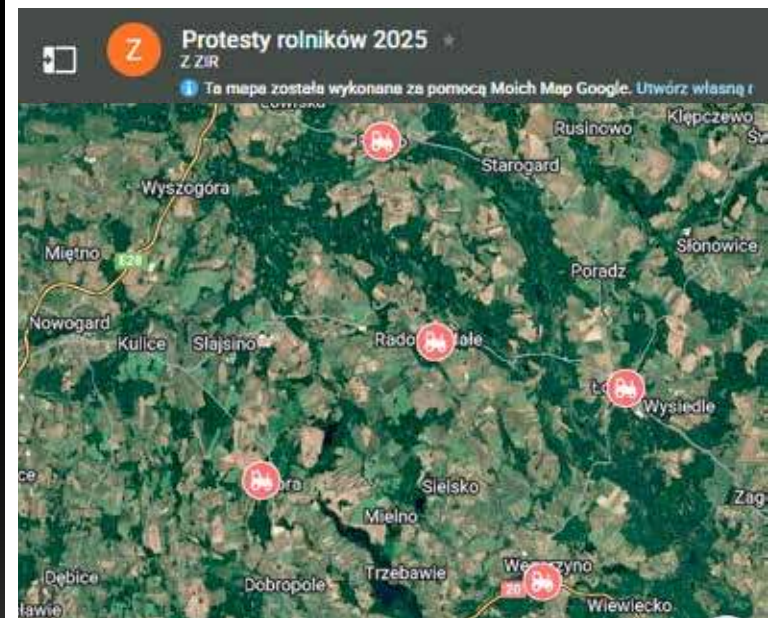 Z
Protesty rolników 2025
Z ZIR
Ta mapa została wykonana za pomocą Moich Map Google. Utwórz własną
Klępczewo
Rusinowo
Starogard
Wyszogóra
Słonowice
Miętno
E28
Poradz
Nowogard
Kulice
Słajsino
Wysiedle
Sielsko
Mielno
Dębice
Dobropole
Trzebawie
20
Wiewiecko